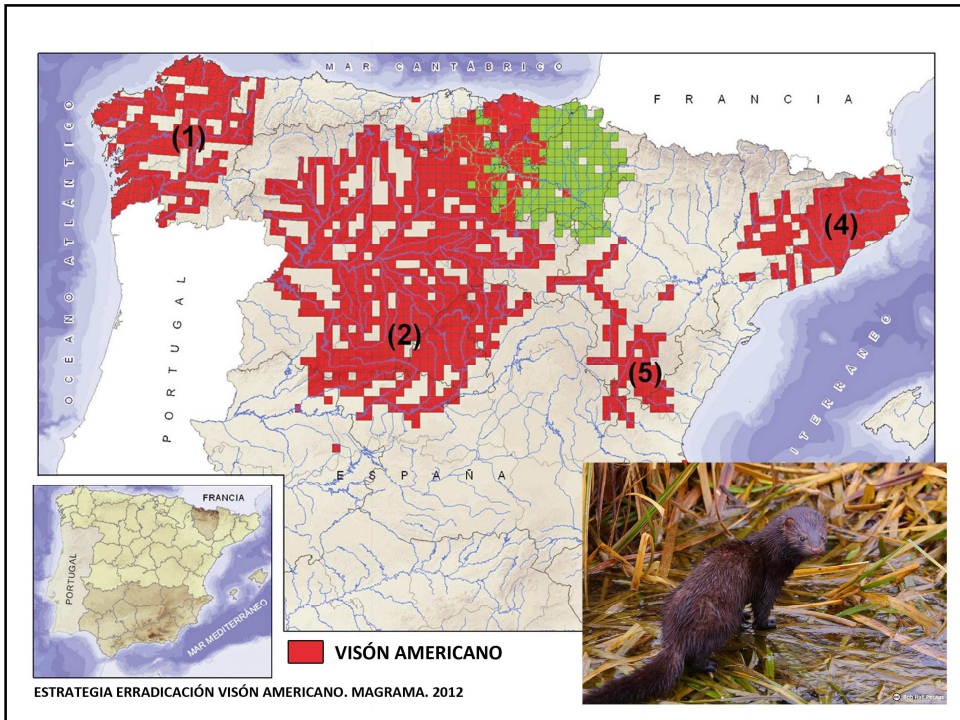 MAR CANTÁBRICO
FRANCIA
OCEANO ATLÁNTICO
(1)
(4)
PORTUGAL
(2)
(5)
ITERRANEO
ESPAÑA
FRANCIA
PORTUGAL
MAR MEDITERRÁNEO
VISÓN AMERICANO
ESTRATEGIA ERRADICACIÓN VISÓN AMERICANO. MAGRAMA. 2012